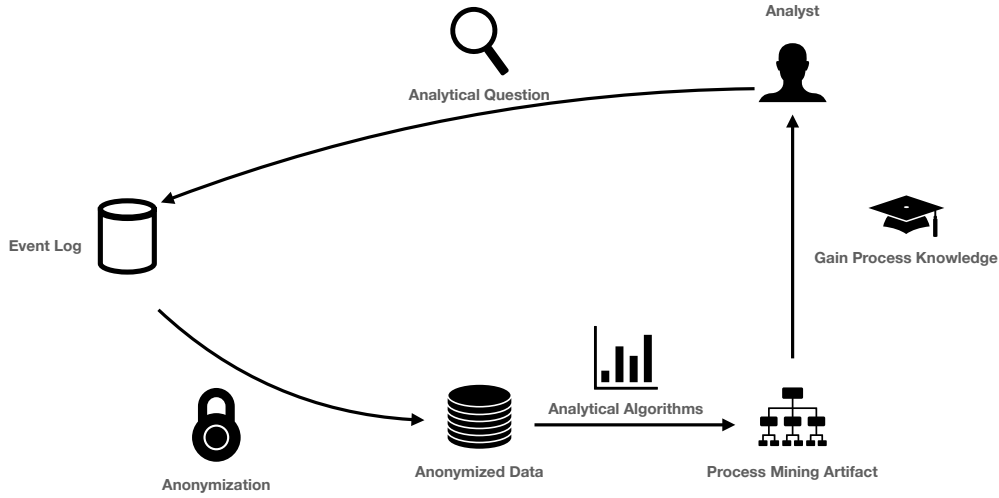 Analyst
Analytical Question
Event Log
Gain Process Knowledge
Analytical Algorithms
Anonymized Data
Process Mining Artifact
Anonymization